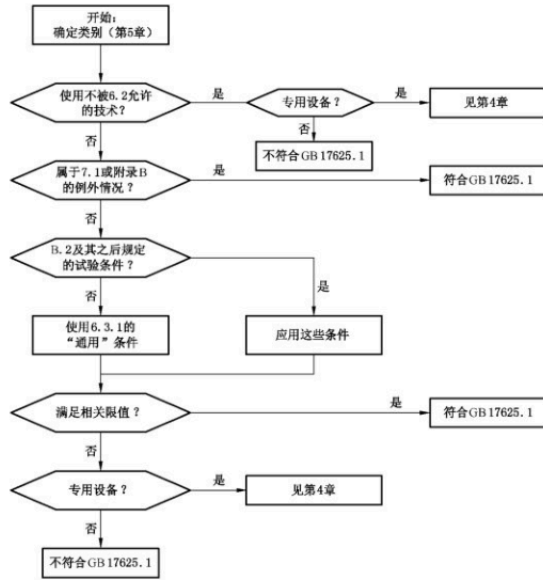 开始：
确定类别（第5章）
使用不被6.2允许
的技术？
是
专用设备？
是
见第4章
否
否
不符合GB 17625.1
属于7.1或附录B
的例外情况？
是
符合GB 17625.1
否
B.2及其之后规定
的试验条件？
否
是
使用6.3.1的
“通用”条件
应用这些条件
满足相关限值？
是
符合GB 17625.1
否
专用设备？
是
见第4章
否
不符合GB 17625.1